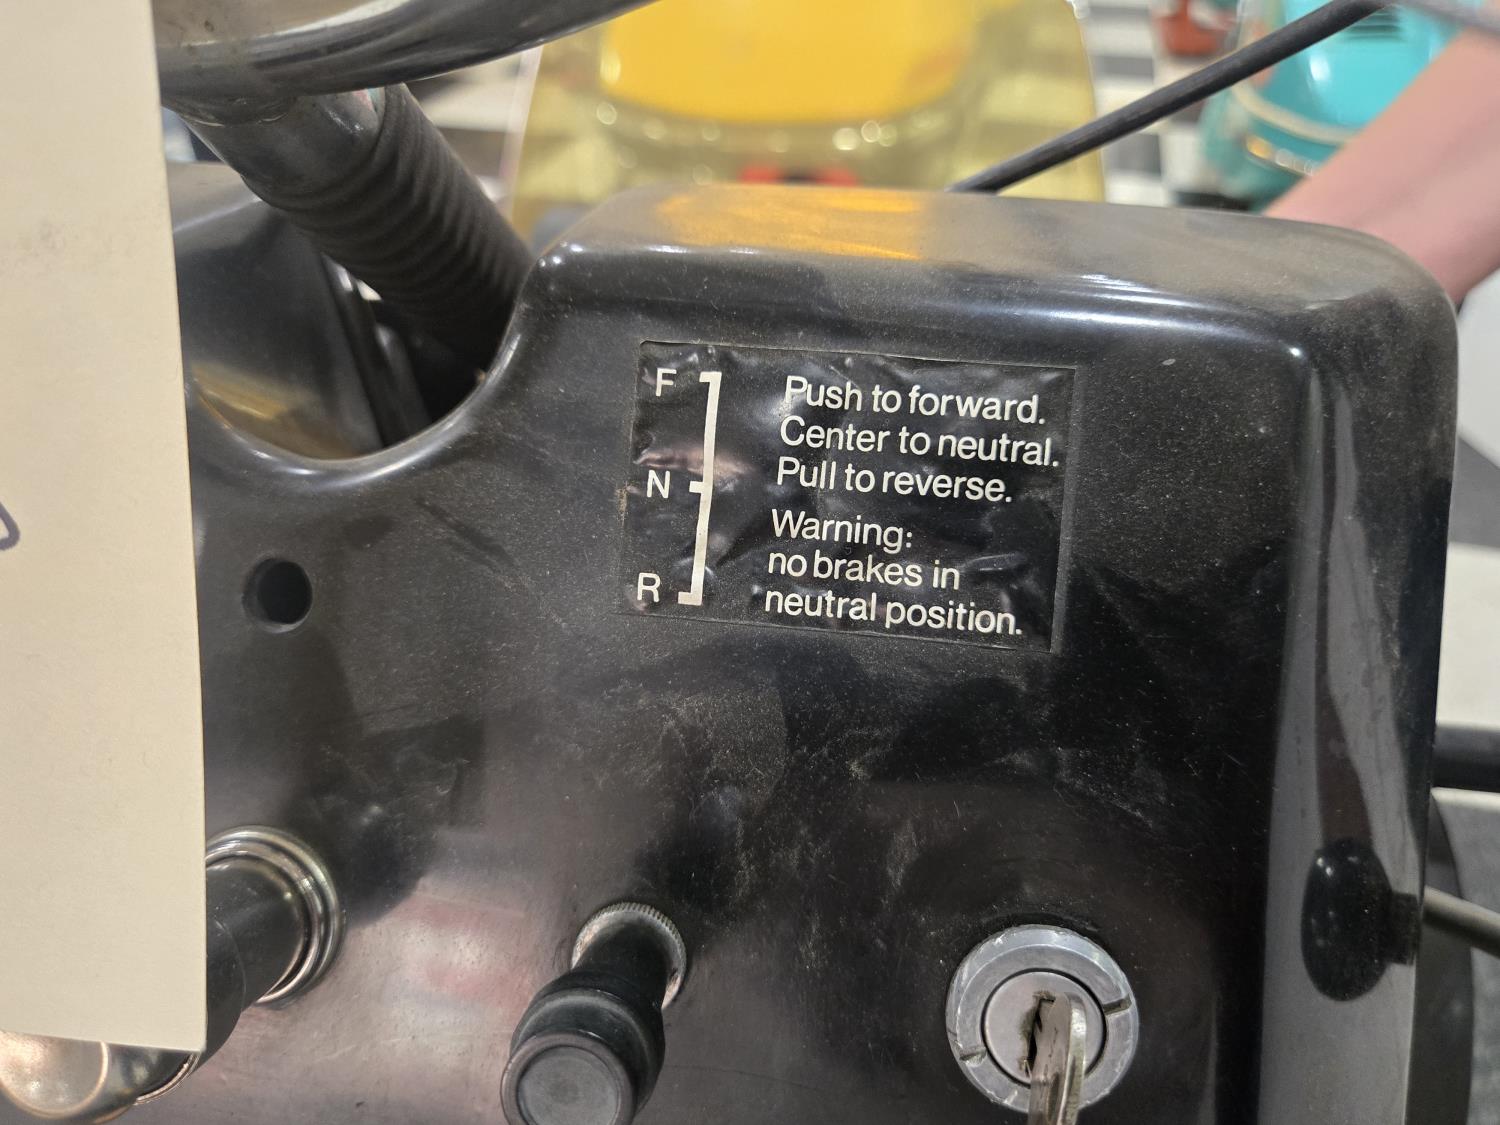 F
N
R
Push to forward.
Center to neutral.
Pull to reverse.
Warning:
no brakes in
neutral position.